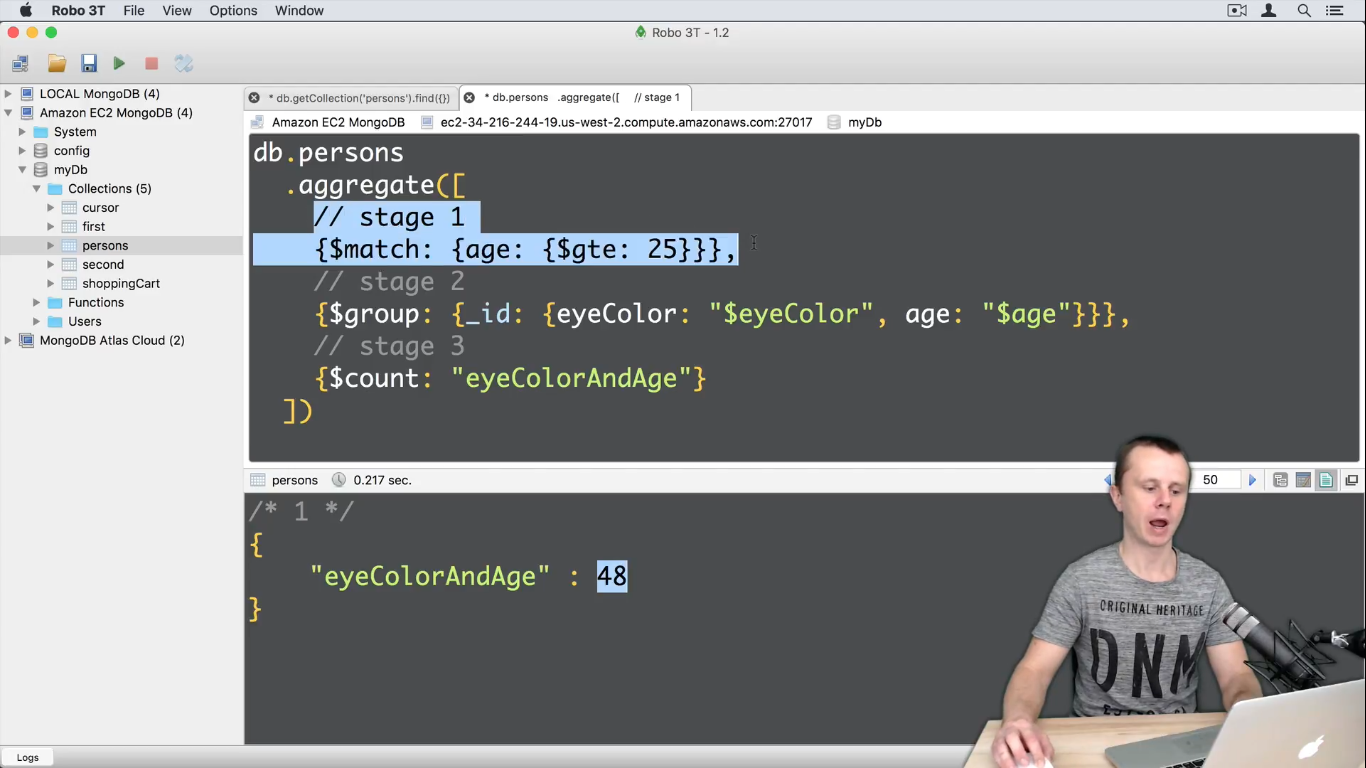 Robo 3T File View Options Window
Robo 3T - 1.2
LOCAL MongoDB (4)
Amazon EC2 MongoDB (4)
System
config
myDb
Collections (5)
cursor
first
persons
second
shoppingCart
Functions
Users
MongoDB Atlas Cloud (2)
* db.getCollection('persons').find({})
* db.persons .aggregate([ // stage 1
Amazon EC2 MongoDB ec2-34-216-244-19.us-west-2.compute.amazonaws.com:27017 myDb
db.persons
.aggregate([
// stage 1
{$match: {age: {$gte: 25}}},
// stage 2
{$group: {_id: {eyeColor: "$eyeColor", age: "$age"}}},
// stage 3
{$count: "eyeColorAndAge"}
])
persons 0.217 sec.
50
/* 1 */
{
"eyeColorAndAge" : 48
}
ORIGINAL HERITAGE
DNM
Logs